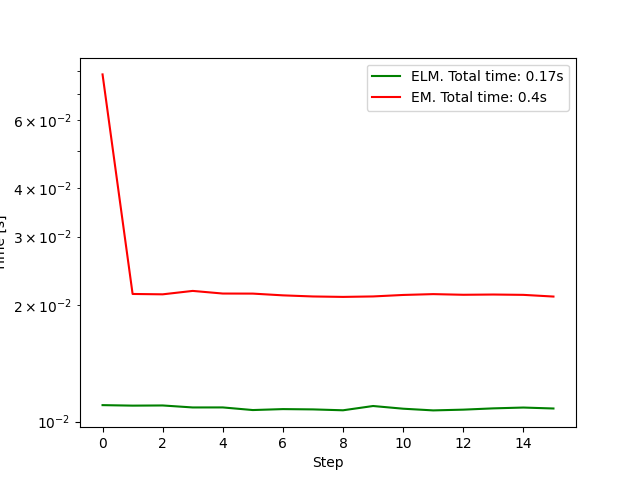 ELM. Total time: 0.17s
EM. Total time: 0.4s
6 × 10⁻²
4 × 10⁻²
3 × 10⁻²
2 × 10⁻²
10⁻²
0 2 4 6 8 10 12 14
Step